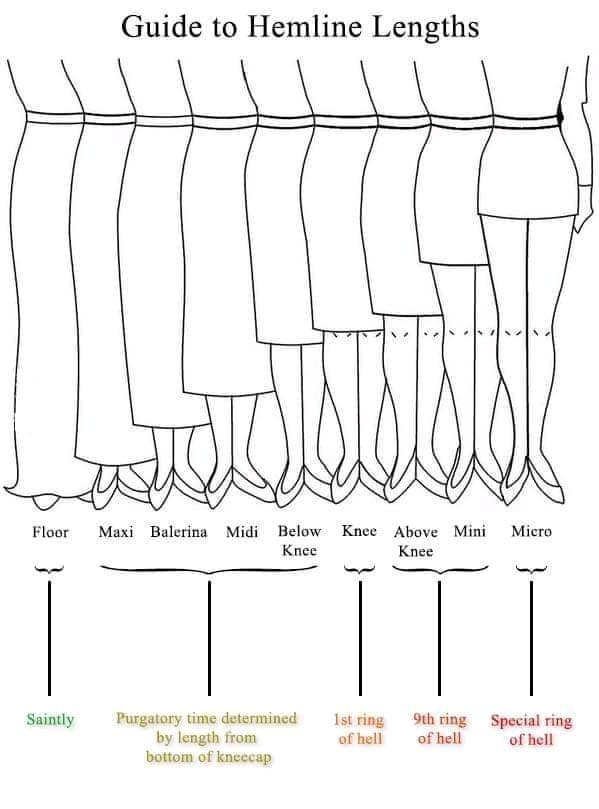 Guide to Hemline Lengths
Floor Maxi Balerina Midi Below Knee Above Mini Micro
Knee Knee
Saintly Purgatory time determined 1st ring 9th ring Special ring
by length from of hell of hell of hell
bottom of kneecap